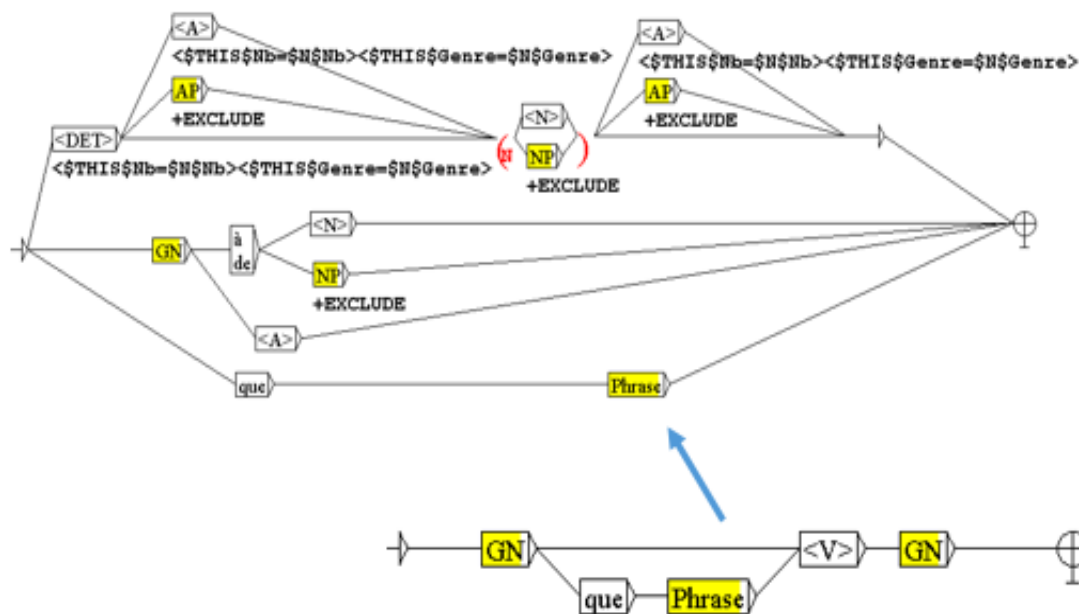 <A>
<A>
<$THIS$Nb=$N$Nb><$THIS$Genre=$N$Genre>
<$THIS$Nb=$N$Nb><$THIS$Genre=$N$Genre>
AP
AP
+EXCLUDE
+EXCLUDE
<N>
<DET>
(N
NP
)
<$THIS$Nb=$N$Nb><$THIS$Genre=$N$Genre>
+EXCLUDE
<N>
GN
à
de
NP
+EXCLUDE
<A>
que
Phrase
GN
<V>
GN
que
Phrase